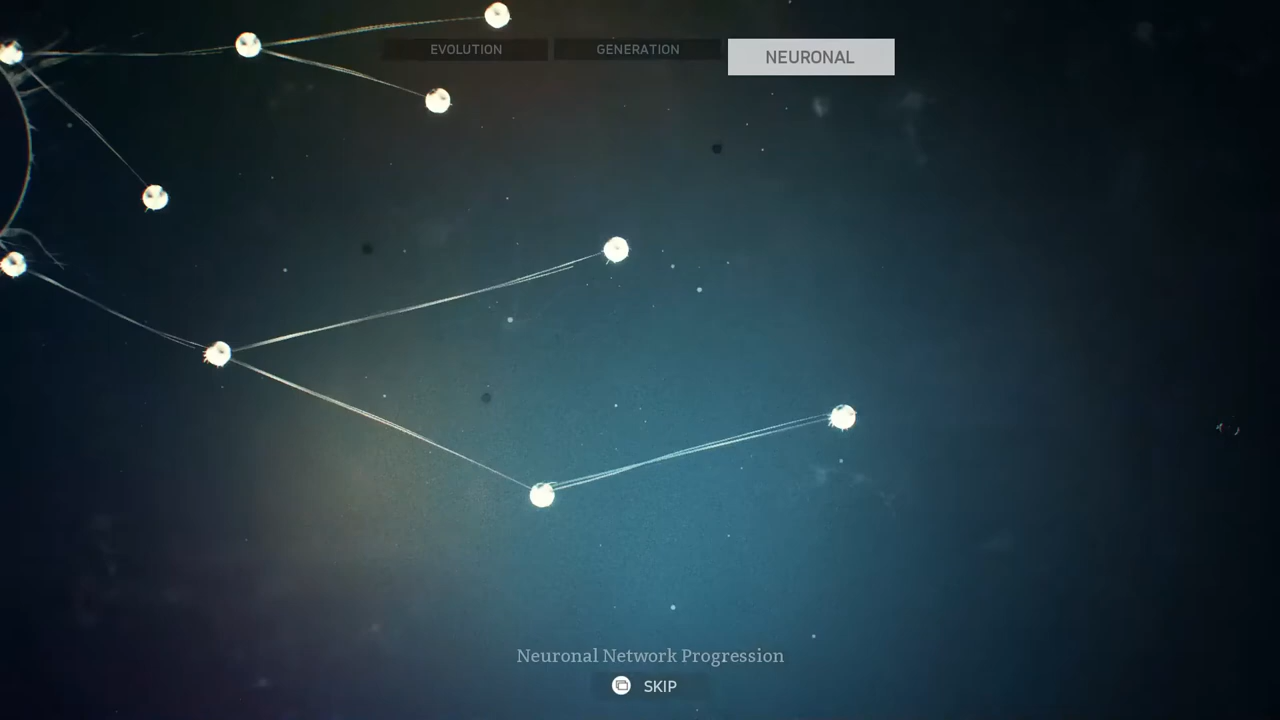 EVOLUTION
GENERATION
NEURONAL
Neuronal Network Progression
SKIP